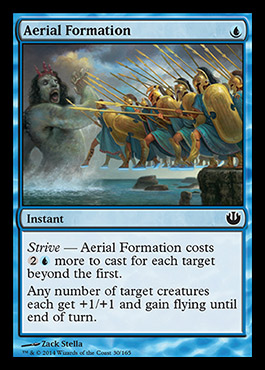 Aerial Formation
Instant
Strive — Aerial Formation costs
2 more to cast for each target
beyond the first.
Any number of target creatures
each get +1/+1 and gain flying until
end of turn.
Zack Stella
™ & © 2014 Wizards of the Coast 30/165